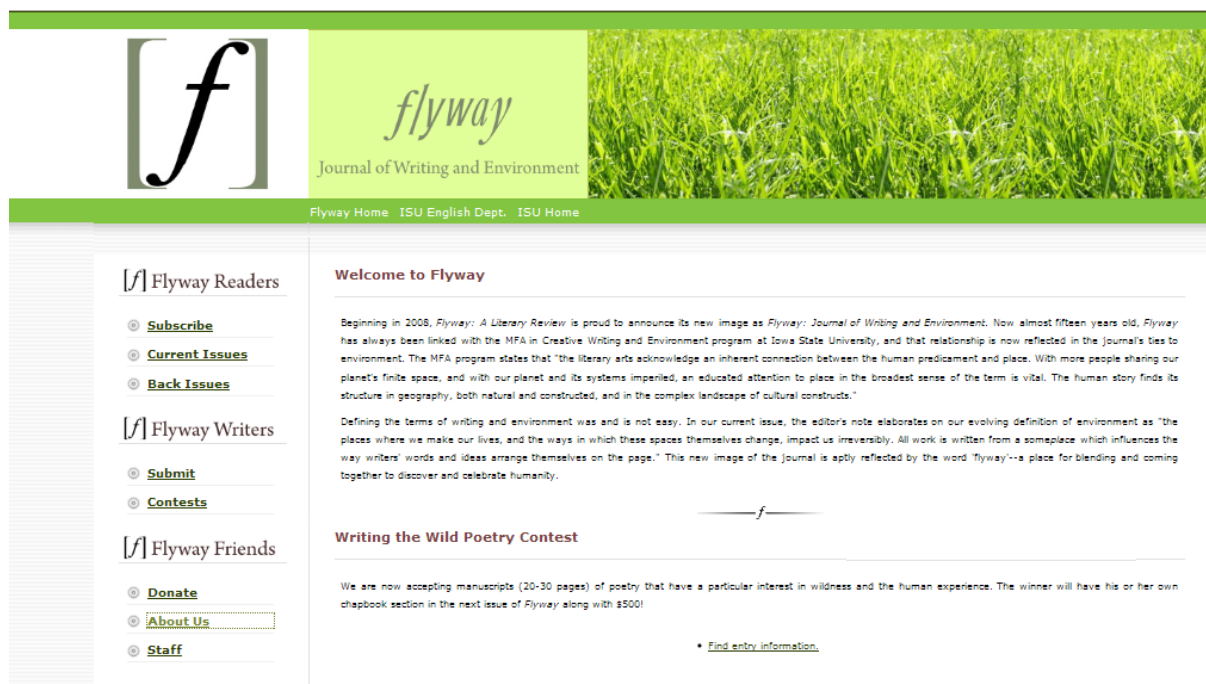 [f]
flyway
Journal of Writing and Environment
Flyway Home ISU English Dept. ISU Home
[f] Flyway Readers
Subscribe
Current Issues
Back Issues
[f] Flyway Writers
Submit
Contests
[f] Flyway Friends
Donate
About Us
Staff
Welcome to Flyway
Beginning in 2008, Flyway: A Literary Review is proud to announce its new image as Flyway: Journal of Writing and Environment. Now almost fifteen years old, Flyway
has always been linked with the MFA in Creative Writing and Environment program at Iowa State University, and that relationship is now reflected in the journal's ties to
environment. The MFA program states that "the literary arts acknowledge an inherent connection between the human predicament and place. With more people sharing our
planet's finite space, and with our planet and its systems imperiled, an educated attention to place in the broadest sense of the term is vital. The human story finds its
structure in geography, both natural and constructed, and in the complex landscape of cultural constructs."
Defining the terms of writing and environment was and is not easy. In our current issue, the editor's note elaborates on our evolving definition of environment as "the
places where we make our lives, and the ways in which these spaces themselves change, impact us irreversibly. All work is written from a someplace which influences the
way writers' words and ideas arrange themselves on the page." This new image of the journal is aptly reflected by the word 'flyway'--a place for blending and coming
together to discover and celebrate humanity.
f
Writing the Wild Poetry Contest
We are now accepting manuscripts (20-30 pages) of poetry that have a particular interest in wildness and the human experience. The winner will have his or her own
chapbook section in the next issue of Flyway along with $500!
• Find entry information.